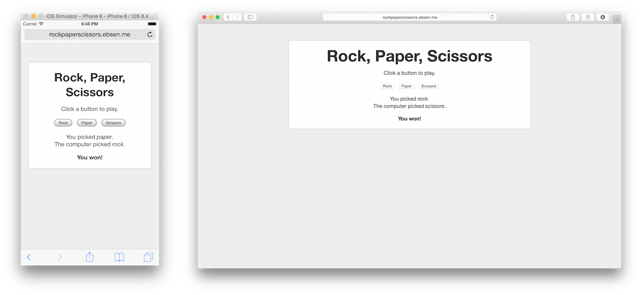 iOS Simulator - iPhone 6 - iPhone 6 / iOS 8.4...
Carrier
9:48 PM
rockpaperscissors.ebsen.me
Rock, Paper,
Scissors
Click a button to play.
Rock Paper Scissors
You picked paper.
The computer picked rock.
You won!
rockpaperscissors.ebsen.me
Rock, Paper, Scissors
Click a button to play.
Rock Paper Scissors
You picked rock.
The computer picked scissors.
You won!